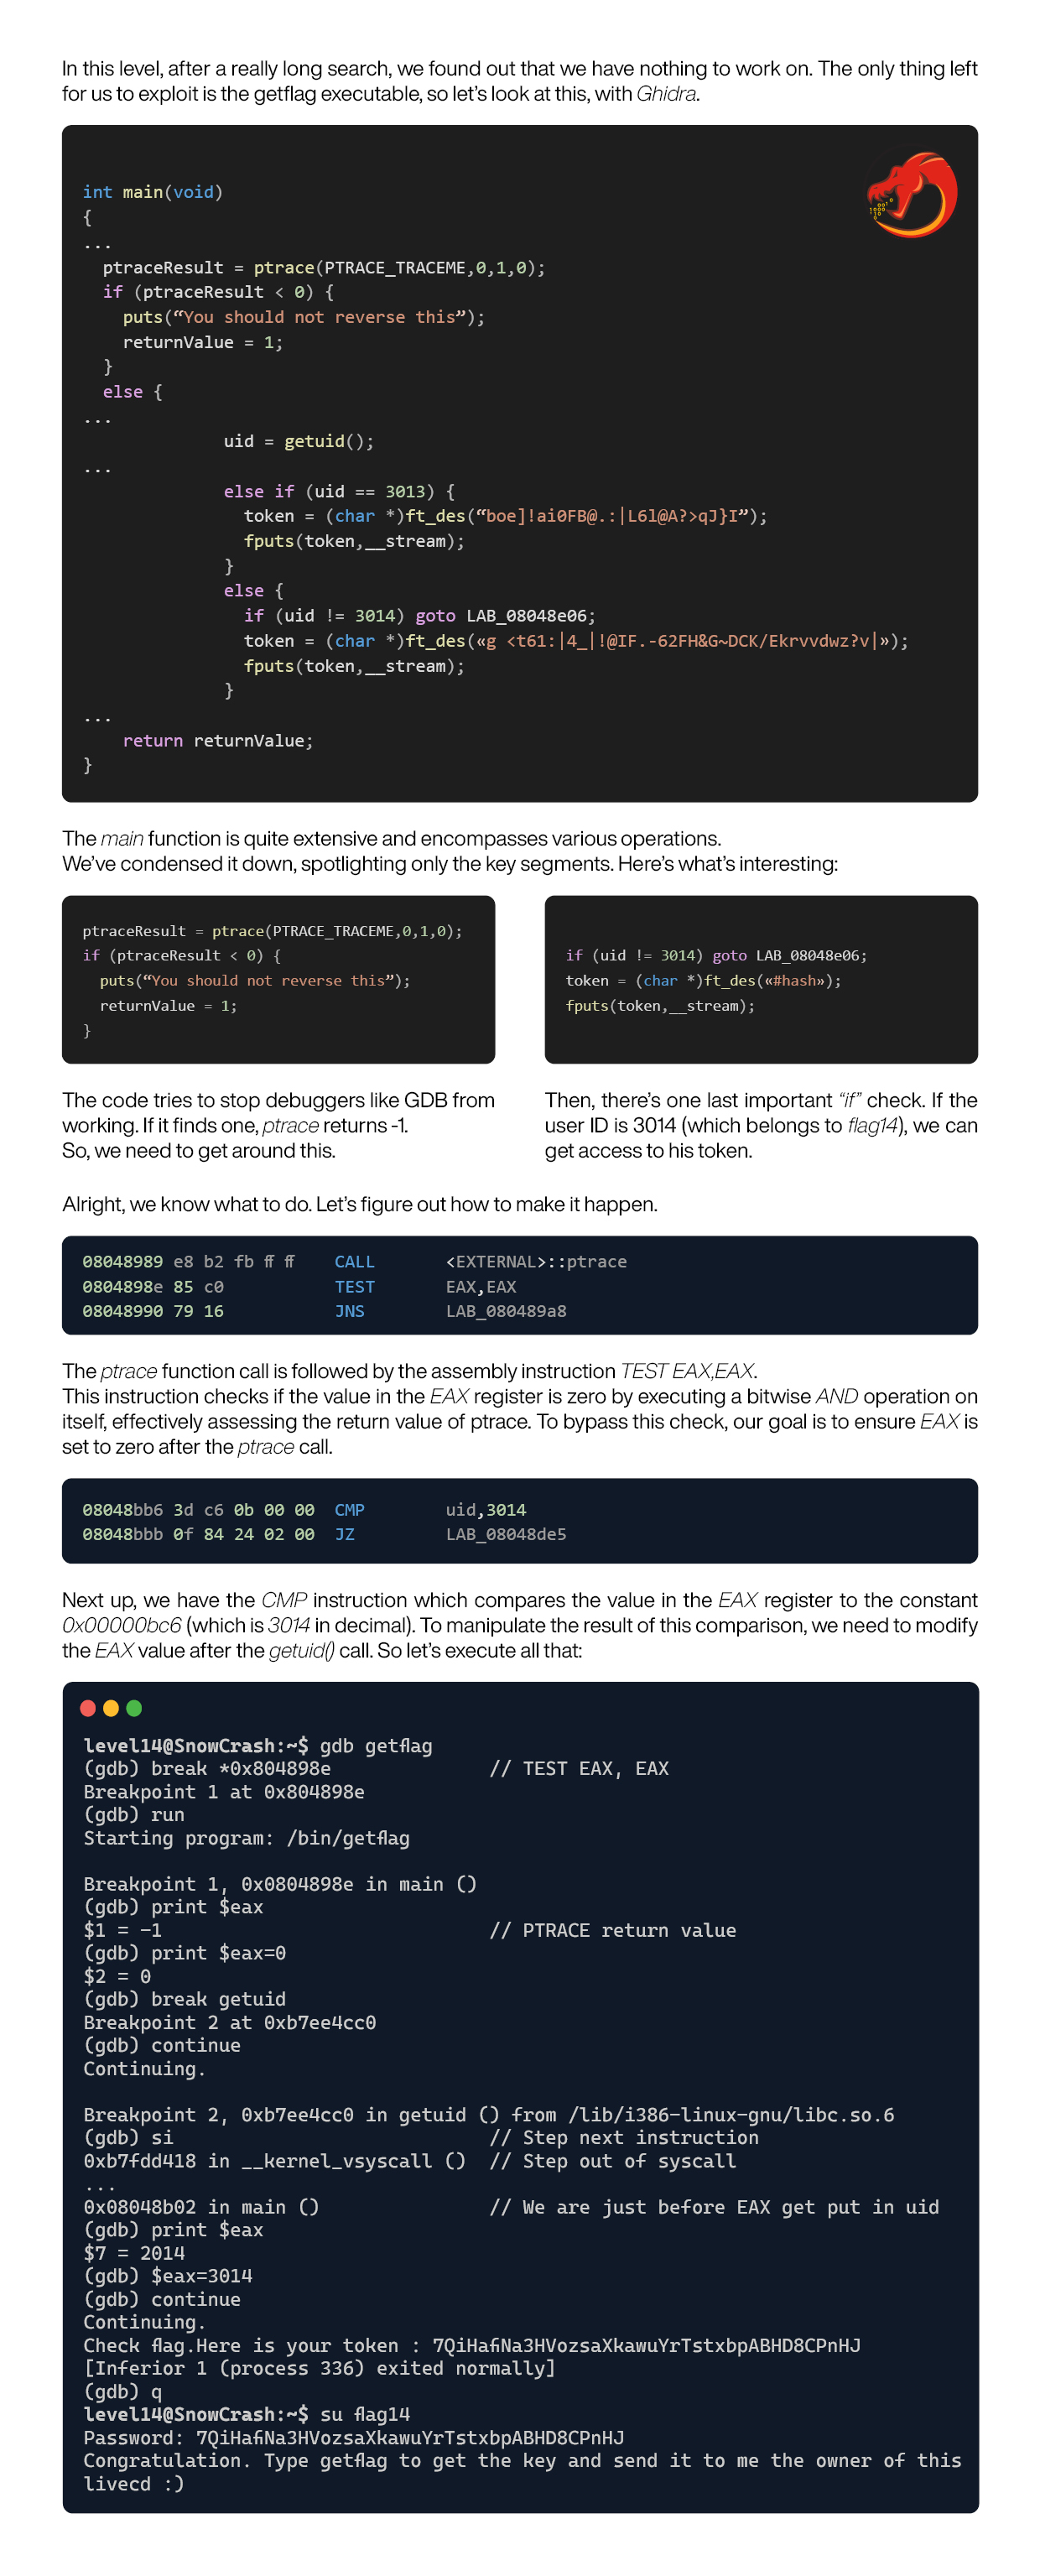 In this level, after a really long search, we found out that we have nothing to work on. The only thing left
for us to exploit is the getflag executable, so let’s look at this, with Ghidra.
int main(void)
{
...
  ptraceResult = ptrace(PTRACE_TRACEME,0,1,0);
  if (ptraceResult < 0) {
    puts(“You should not reverse this”);
    returnValue = 1;
  }
  else {
...
              uid = getuid();
...
              else if (uid == 3013) {
                token = (char *)ft_des(“boe]!ai0FB@.:|L6l@A?>qJ}I”);
                fputs(token,__stream);
              }
              else {
                if (uid != 3014) goto LAB_08048e06;
                token = (char *)ft_des(«g <t61:|4_|!@IF.-62FH&G~DCK/Ekrvvdwz?v|»);
                fputs(token,__stream);
              }
...
    return returnValue;
}
The main function is quite extensive and encompasses various operations.
We’ve condensed it down, spotlighting only the key segments. Here’s what’s interesting:
ptraceResult = ptrace(PTRACE_TRACEME,0,1,0);
if (ptraceResult < 0) {
  puts(“You should not reverse this”);
  returnValue = 1;
}
The code tries to stop debuggers like GDB from
working. If it finds one, ptrace returns -1.
So, we need to get around this.
if (uid != 3014) goto LAB_08048e06;
token = (char *)ft_des(«#hash»);
fputs(token,__stream);
Then, there’s one last important “if” check. If the
user ID is 3014 (which belongs to flag14), we can
get access to his token.
Alright, we know what to do. Let’s figure out how to make it happen.
08048989 e8 b2 fb ff ff    CALL       <EXTERNAL>::ptrace
0804898e 85 c0           TEST       EAX,EAX
08048990 79 16           JNS        LAB_080489a8
The ptrace function call is followed by the assembly instruction TEST EAX,EAX.
This instruction checks if the value in the EAX register is zero by executing a bitwise AND operation on
itself, effectively assessing the return value of ptrace. To bypass this check, our goal is to ensure EAX is
set to zero after the ptrace call.
08048bb6 3d c6 0b 00 00  CMP        uid,3014
08048bbb 0f 84 24 02 00  JZ         LAB_08048de5
Next up, we have the CMP instruction which compares the value in the EAX register to the constant
0x00000bc6 (which is 3014 in decimal). To manipulate the result of this comparison, we need to modify
the EAX value after the getuid() call. So let’s execute all that:
level14@SnowCrash:~$ gdb getflag
(gdb) break *0x804898e              // TEST EAX, EAX
Breakpoint 1 at 0x804898e
(gdb) run
Starting program: /bin/getflag
Breakpoint 1, 0x0804898e in main ()
(gdb) print $eax
$1 = -1                             // PTRACE return value
(gdb) print $eax=0
$2 = 0
(gdb) break getuid
Breakpoint 2 at 0xb7ee4cc0
(gdb) continue
Continuing.
Breakpoint 2, 0xb7ee4cc0 in getuid () from /lib/i386-linux-gnu/libc.so.6
(gdb) si                            // Step next instruction
0xb7fdd418 in __kernel_vsyscall ()  // Step out of syscall
...
0x08048b02 in main ()               // We are just before EAX get put in uid
(gdb) print $eax
$7 = 2014
(gdb) $eax=3014
(gdb) continue
Continuing.
Check flag.Here is your token : 7QiHafiNa3HVozsaXkawuYrTstxbpABHD8CPnHJ
[Inferior 1 (process 336) exited normally]
(gdb) q
level14@SnowCrash:~$ su flag14
Password: 7QiHafiNa3HVozsaXkawuYrTstxbpABHD8CPnHJ
Congratulation. Type getflag to get the key and send it to me the owner of this
livecd :)